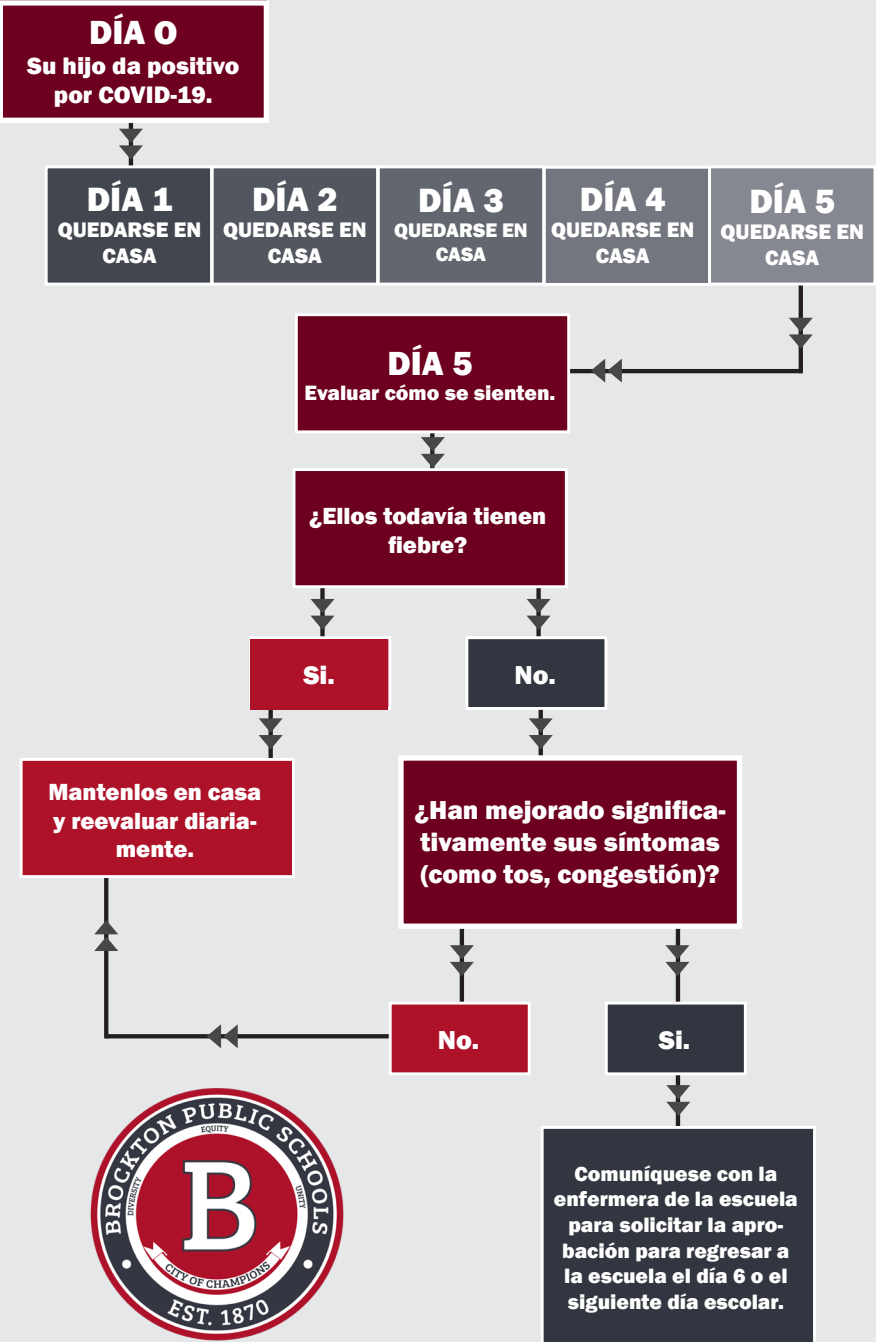 DÍA 0
Su hijo da positivo
por COVID-19.
DÍA 1
QUEDARSE EN
CASA
DÍA 2
QUEDARSE EN
CASA
DÍA 3
QUEDARSE EN
CASA
DÍA 4
QUEDARSE EN
CASA
DÍA 5
QUEDARSE EN
CASA
DÍA 5
Evaluar cómo se sienten.
¿Ellos todavía tienen
fiebre?
Si.
No.
Mantenlos en casa
y reevaluar diaria-
mente.
¿Han mejorado significa-
tivamente sus síntomas
(como tos, congestión)?
No.
Si.
Comuníquese con la
enfermera de la escuela
para solicitar la apro-
bación para regresar a
la escuela el día 6 o el
siguiente día escolar.
BROCKTON PUBLIC SCHOOLS
DIVERSITY
EQUITY
UNITY
B
CITY OF CHAMPIONS
EST. 1870